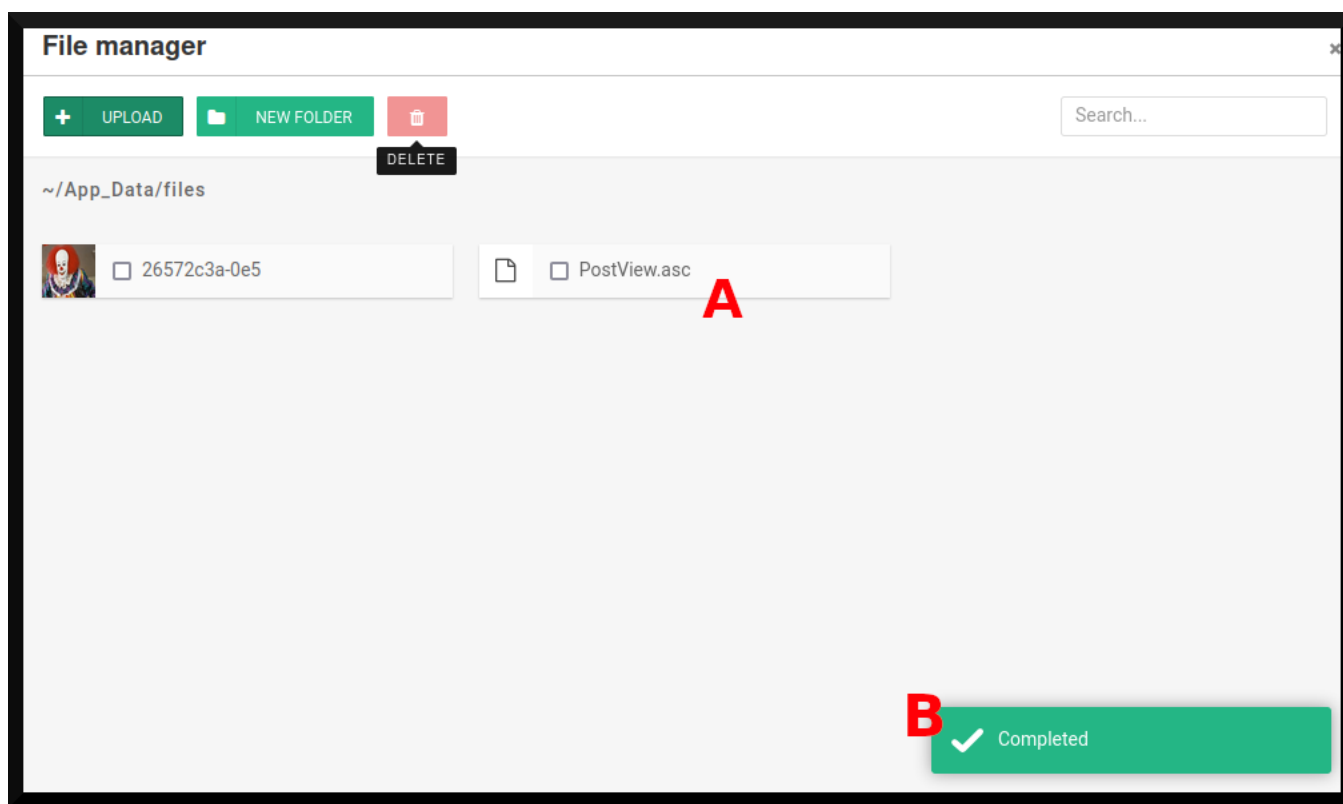 File manager
UPLOAD NEW FOLDER
Search...
DELETE
~/App_Data/files
26572c3a-0e5 PostView.asc
A
B
Completed